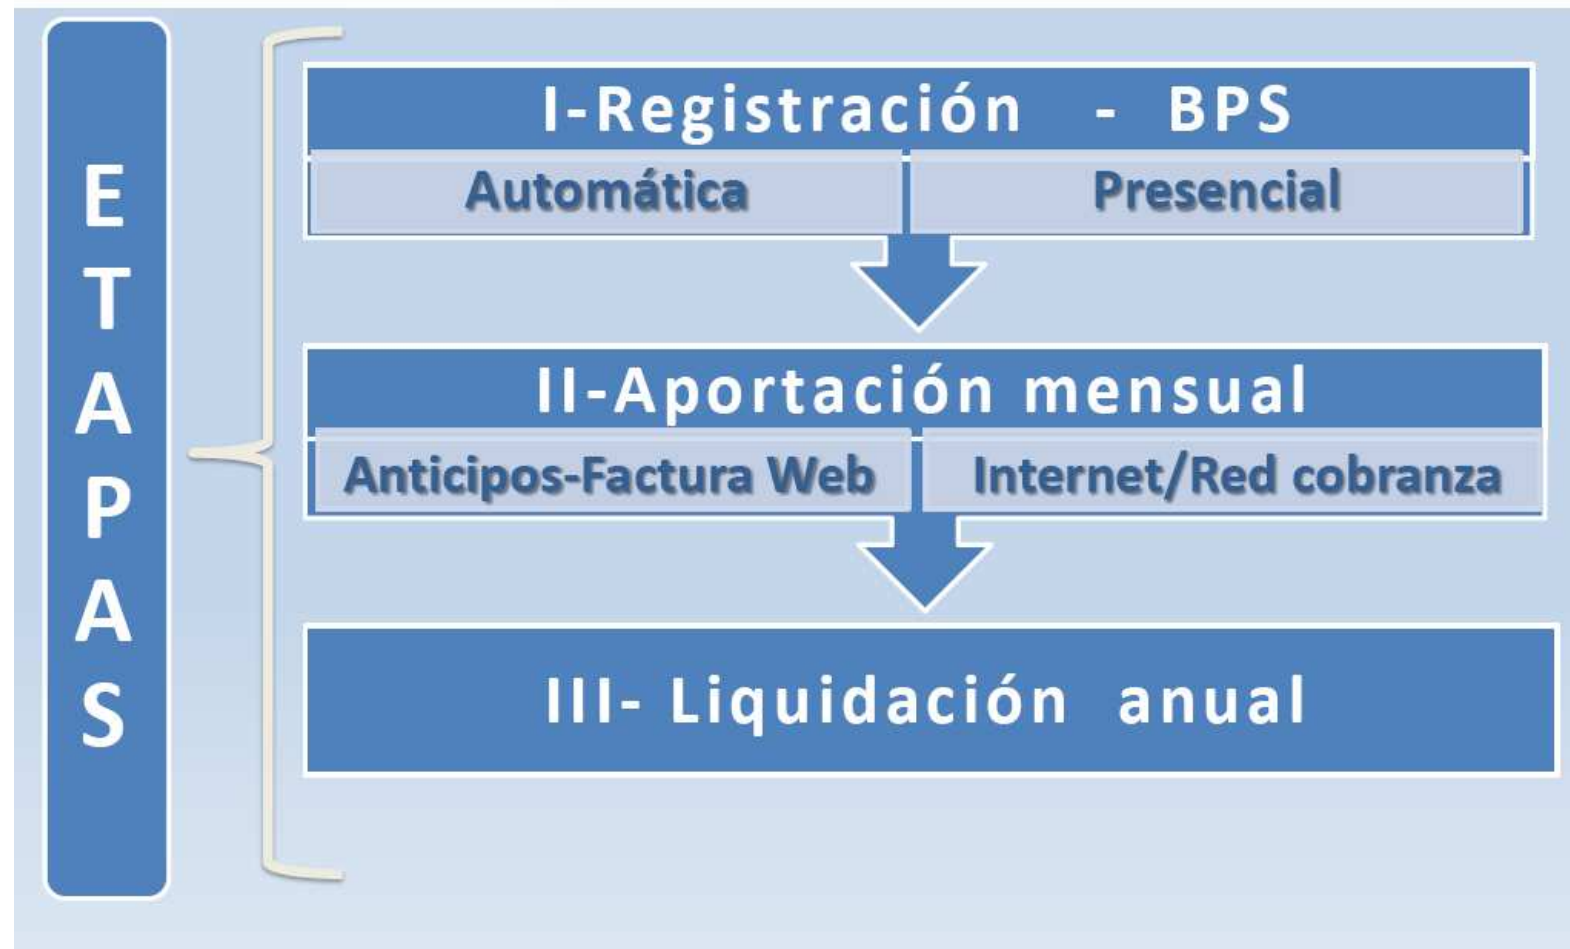 ETAPAS
I-Registración - BPS
Automática
Presencial
II-Aportación mensual
Anticipos-Factura Web
Internet/Red cobranza
III- Liquidación anual